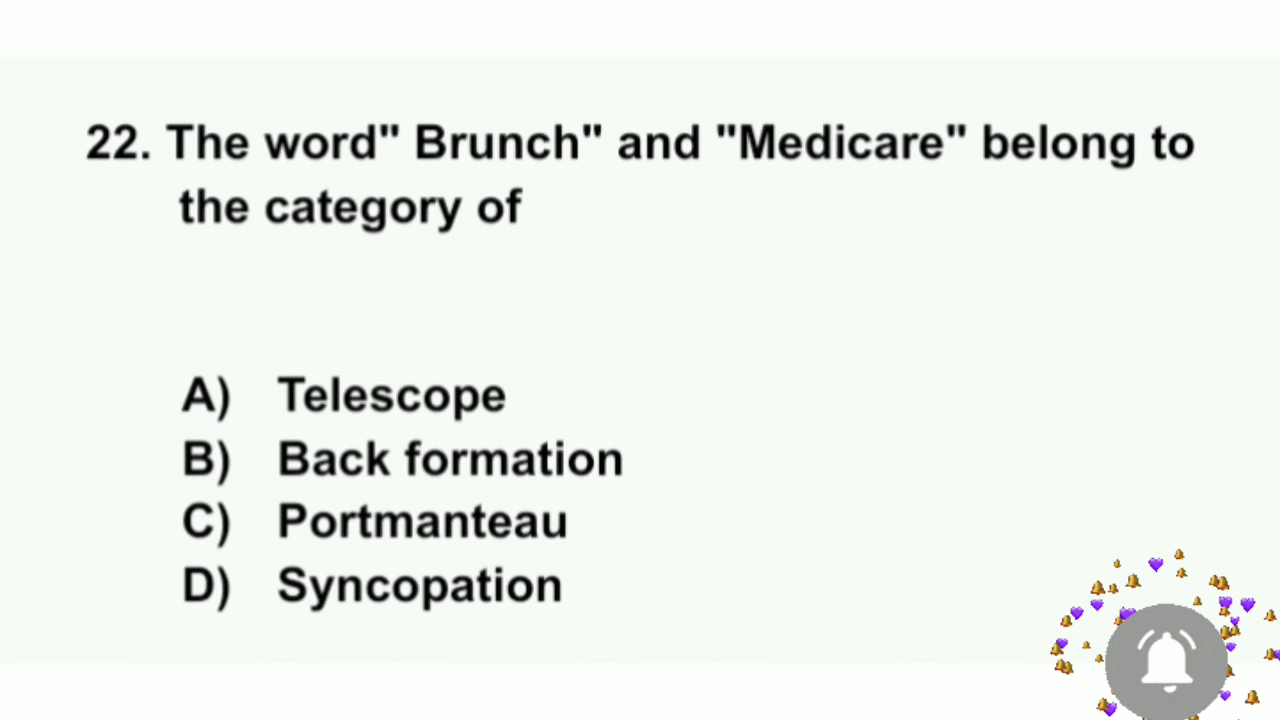 22. The word" Brunch" and "Medicare" belong to
the category of
A) Telescope
B) Back formation
C) Portmanteau
D) Syncopation